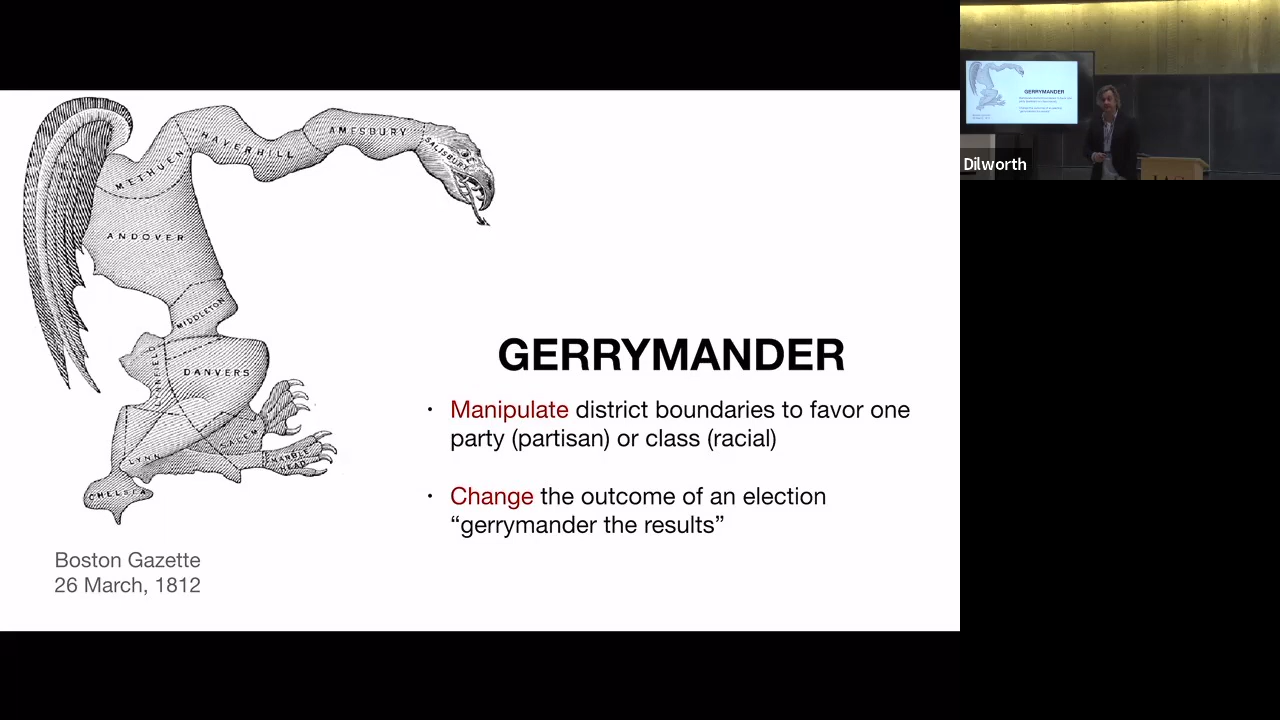 METHUEN
AVERHILL
AMESBURY
SALISBURY
ANDOVER
MIDDLETON
LYNNFIELD
DANVERS
SALEM
LYNN
MARBLE
HEAD
CHELSEA
Boston Gazette
26 March, 1812
GERRYMANDER
• Manipulate district boundaries to favor one
party (partisan) or class (racial)
• Change the outcome of an election
“gerrymander the results”
GERRYMANDER
Dilworth